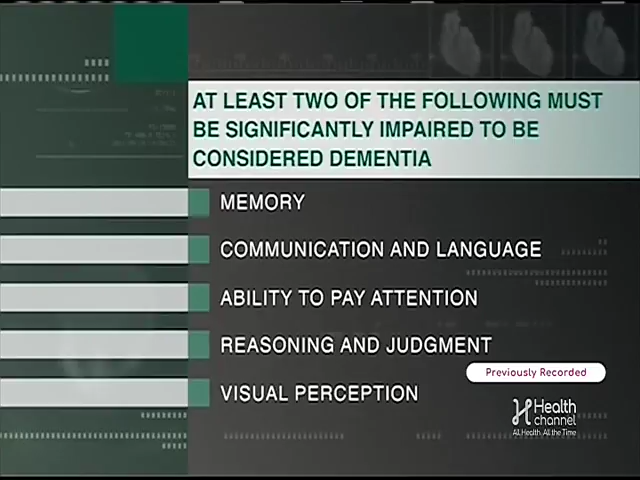 AT LEAST TWO OF THE FOLLOWING MUST
BE SIGNIFICANTLY IMPAIRED TO BE
CONSIDERED DEMENTIA
MEMORY
COMMUNICATION AND LANGUAGE
ABILITY TO PAY ATTENTION
REASONING AND JUDGMENT
VISUAL PERCEPTION
Previously Recorded
Health
channel
All Health All the Time